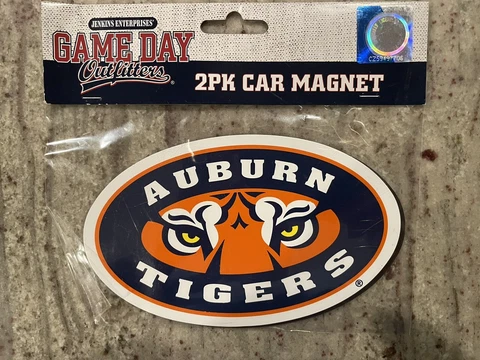 JENKINS ENTERPRISES®
GAME DAY
Outfitters
2PK CAR MAGNET
AUBURN
TIGERS
®